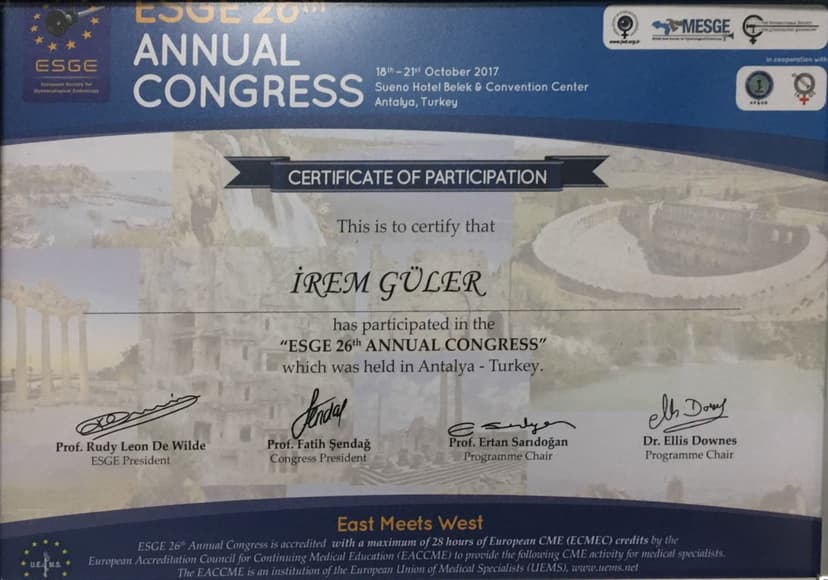 ESGE 26th
ANNUAL
CONGRESS
18th – 21st October 2017
Sueno Hotel Belek & Convention Center
Antalya, Turkey
ESGE
European Society for
Gynaecological Endoscopy
MESGE
in cooperation with
CERTIFICATE OF PARTICIPATION
This is to certify that
İREM GÜLER
has participated in the
"ESGE 26th ANNUAL CONGRESS"
which was held in Antalya - Turkey.
Prof. Rudy Leon De Wilde
ESGE President
Prof. Fatih Şendağ
Congress President
Prof. Ertan Sarıdoğan
Programme Chair
Dr. Ellis Downes
Programme Chair
East Meets West
ESGE 26th Annual Congress is accredited with a maximum of 28 hours of European CME (ECMEC) credits by the
European Accreditation Council for Continuing Medical Education (EACCME) to provide the following CME activity for medical specialists.
The EACCME is an institution of the European Union of Medical Specialists (UEMS), www.uems.net
U.E.M.S.